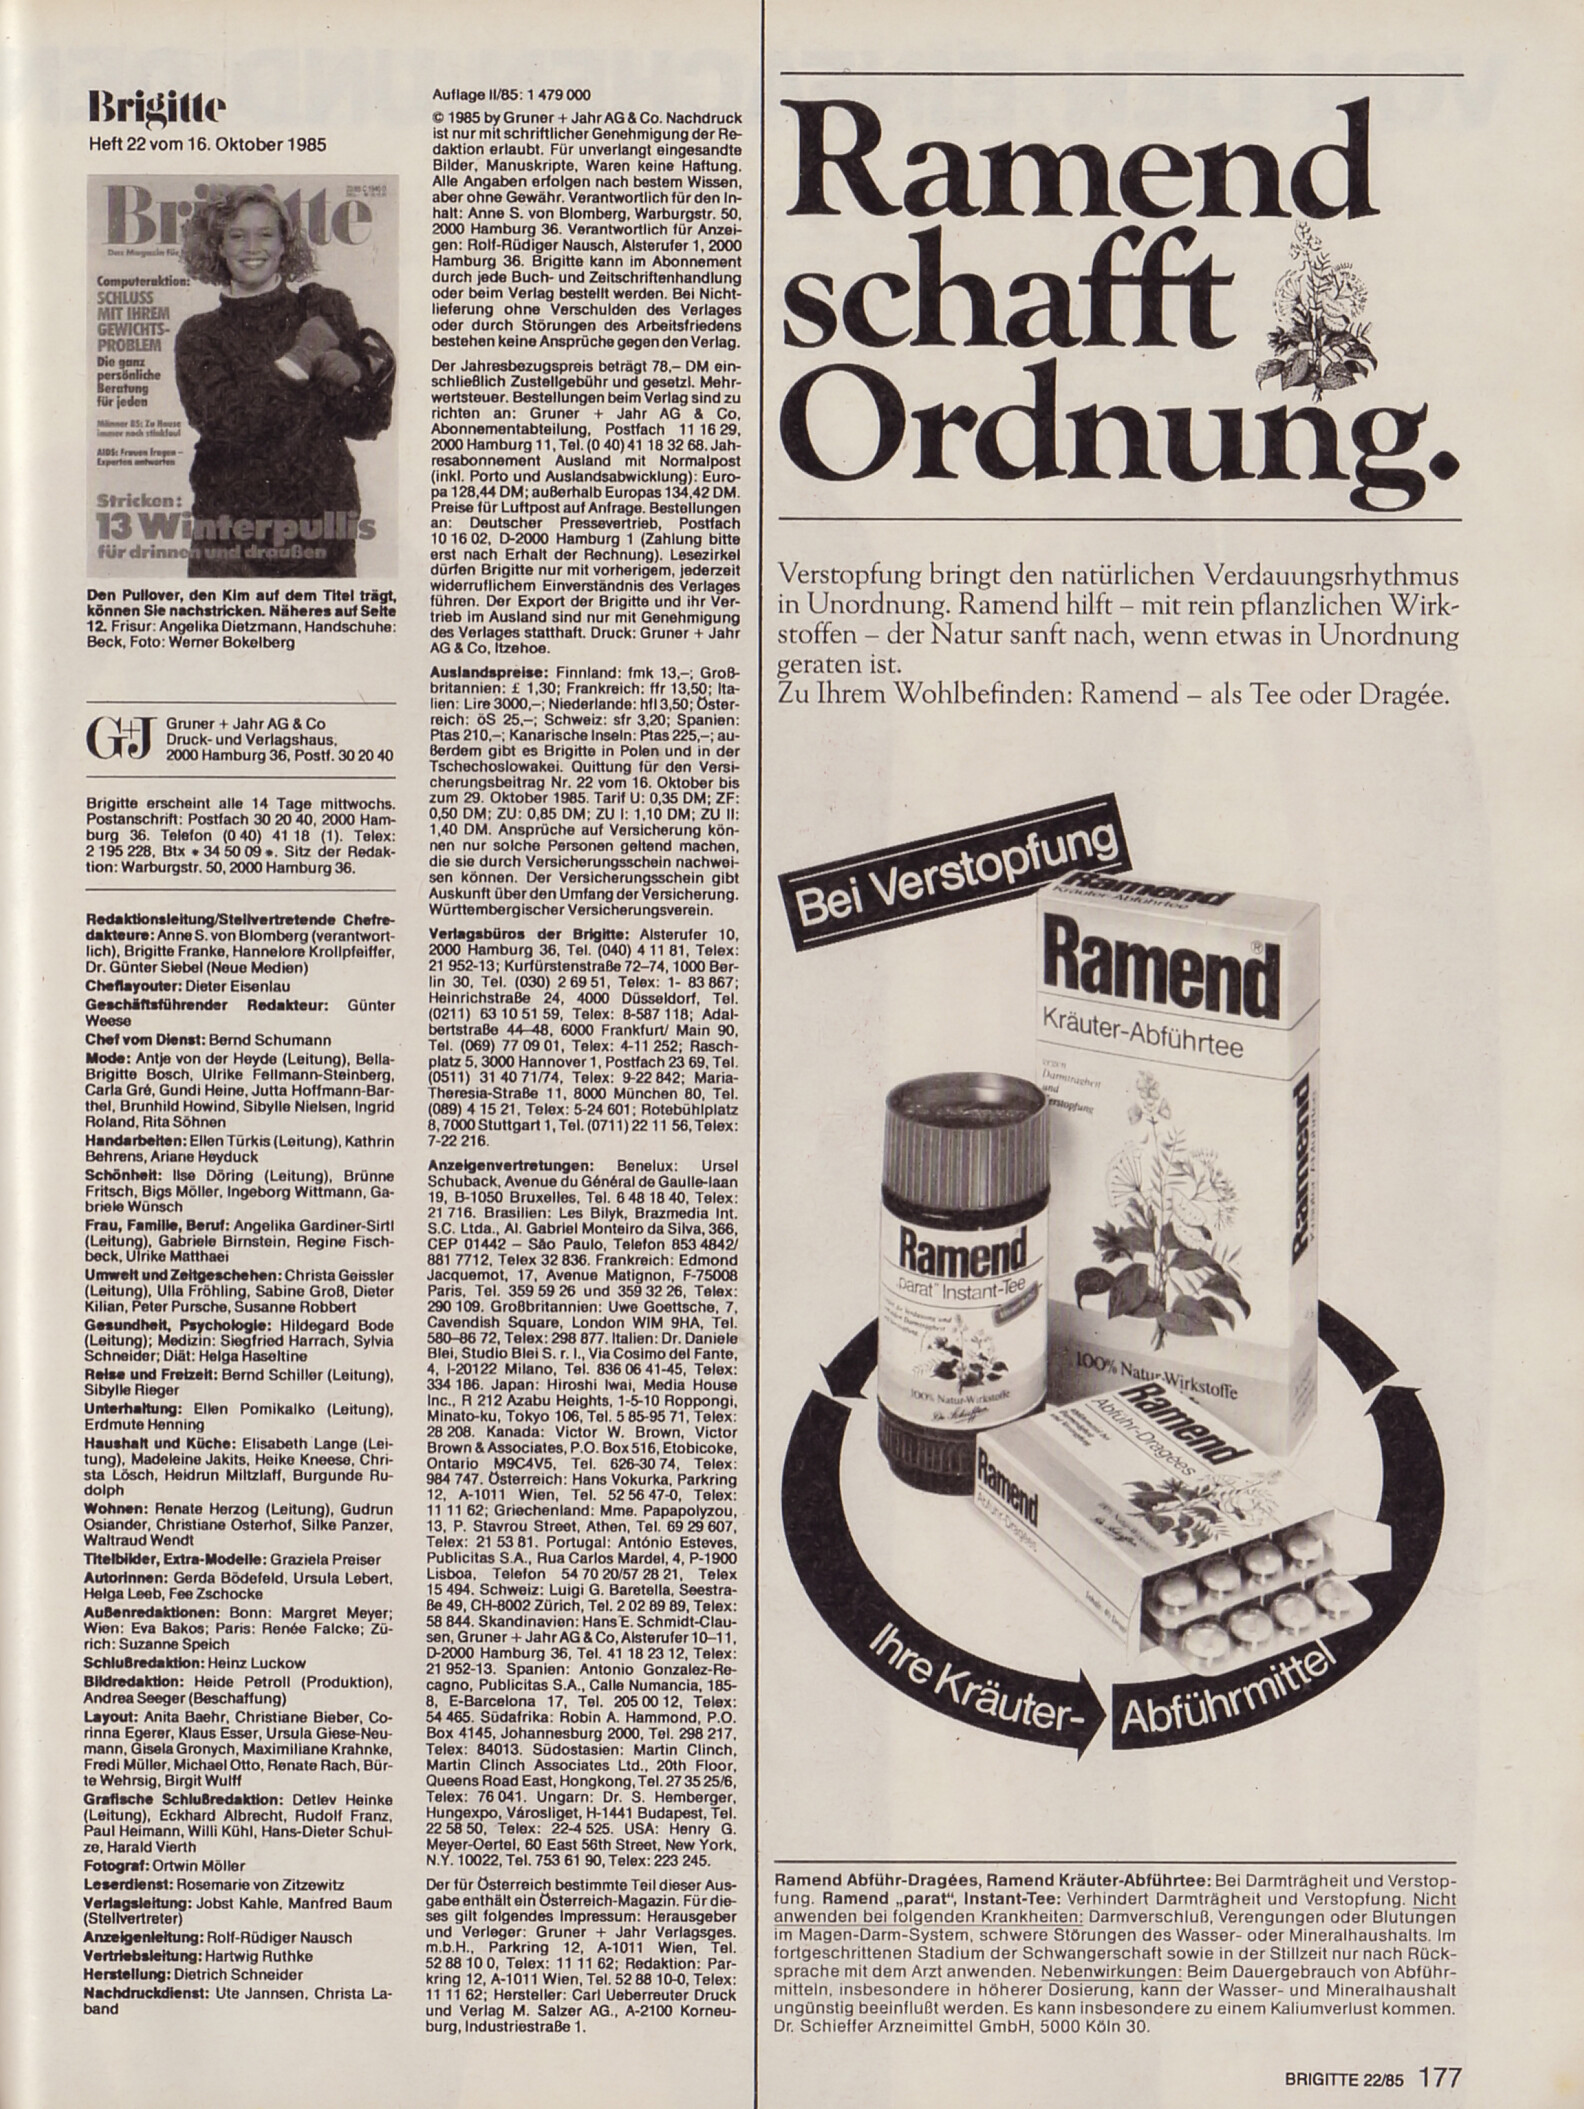 Brigitte
Heft 22 vom 16. Oktober 1985
Brigitte
Das Magazin für
Computeraktion:
SCHLUSS
MIT IHREM
GEWICHTS-
PROBLEM
Die ganz
persönliche
Beratung
für jeden
Männer 85: Zu Hause
immer noch stinkfaul
AIDS: Frauen fragen –
Experten antworten
Stricken:
13 Winterpullis
für drinnen und draußen
Den Pullover, den Kim auf dem Titel trägt,
können Sie nachstricken. Näheres auf Seite
12. Frisur: Angelika Dietzmann, Handschuhe:
Beck, Foto: Werner Bokelberg
G+J
Gruner + Jahr AG & Co
Druck- und Verlagshaus,
2000 Hamburg 36, Postf. 30 20 40
Brigitte erscheint alle 14 Tage mittwochs.
Postanschrift: Postfach 30 20 40, 2000 Ham-
burg 36. Telefon (0 40) 41 18 (1). Telex:
2 195 228, Btx * 34 50 09 *. Sitz der Redak-
tion: Warburgstr. 50, 2000 Hamburg 36.
Redaktionsleitung/Stellvertretende Chefre-
dakteure: Anne S. von Blomberg (verantwort-
lich), Brigitte Franke, Hannelore Krollpfeiffer,
Dr. Günter Siebel (Neue Medien)
Cheflayouter: Dieter Eisenlau
Geschäftsführender Redakteur: Günter
Weese
Chef vom Dienst: Bernd Schumann
Mode: Antje von der Heyde (Leitung), Bella-
Brigitte Bosch, Ulrike Fellmann-Steinberg,
Carla Gré, Gundi Heine, Jutta Hoffmann-Bar-
thel, Brunhild Howind, Sibylle Nielsen, Ingrid
Roland, Rita Söhnen
Handarbeiten: Ellen Türkis (Leitung), Kathrin
Behrens, Ariane Heyduck
Schönheit: Ilse Döring (Leitung), Brünne
Fritsch, Bigs Möller, Ingeborg Wittmann, Ga-
briele Wünsch
Frau, Familie, Beruf: Angelika Gardiner-Sirtl
(Leitung), Gabriele Birnstein, Regine Fisch-
beck, Ulrike Matthaei
Umwelt und Zeitgeschehen: Christa Geissler
(Leitung), Ulla Fröhling, Sabine Groß, Dieter
Kilian, Peter Pursche, Susanne Robbert
Gesundheit, Psychologie: Hildegard Bode
(Leitung); Medizin: Siegfried Harrach, Sylvia
Schneider; Diät: Helga Haseltine
Reise und Freizeit: Bernd Schiller (Leitung),
Sibylle Rieger
Unterhaltung: Ellen Pomikalko (Leitung),
Erdmute Henning
Haushalt und Küche: Elisabeth Lange (Lei-
tung), Madeleine Jakits, Heike Kneese, Chri-
sta Lösch, Heidrun Miltzlaff, Burgunde Ru-
dolph
Wohnen: Renate Herzog (Leitung), Gudrun
Osiander, Christiane Osterhof, Silke Panzer,
Waltraud Wendt
Titelbilder, Extra-Modelle: Graziela Preiser
Autorinnen: Gerda Bödefeld, Ursula Lebert,
Helga Leeb, Fee Zschocke
Außenredaktionen: Bonn: Margret Meyer;
Wien: Eva Bakos; Paris: Renée Falcke; Zü-
rich: Suzanne Speich
Schlußredaktion: Heinz Luckow
Bildredaktion: Heide Petroll (Produktion),
Andrea Seeger (Beschaffung)
Layout: Anita Baehr, Christiane Bieber, Co-
rinna Egerer, Klaus Esser, Ursula Giese-Neu-
mann, Gisela Gronych, Maximiliane Krahnke,
Fredi Müller, Michael Otto, Renate Rach, Bür-
te Wehrsig, Birgit Wulff
Grafische Schlußredaktion: Detlev Heinke
(Leitung), Eckhard Albrecht, Rudolf Franz,
Paul Heimann, Willi Kühl, Hans-Dieter Schul-
ze, Harald Vierth
Fotograf: Ortwin Möller
Leserdienst: Rosemarie von Zitzewitz
Verlagsleitung: Jobst Kahle, Manfred Baum
(Stellvertreter)
Anzeigenleitung: Rolf-Rüdiger Nausch
Vertriebsleitung: Hartwig Ruthke
Herstellung: Dietrich Schneider
Nachdruckdienst: Ute Jannsen, Christa La-
band
Auflage II/85: 1 479 000
© 1985 by Gruner + Jahr AG & Co. Nachdruck
ist nur mit schriftlicher Genehmigung der Re-
daktion erlaubt. Für unverlangt eingesandte
Bilder, Manuskripte, Waren keine Haftung.
Alle Angaben erfolgen nach bestem Wissen,
aber ohne Gewähr. Verantwortlich für den In-
halt: Anne S. von Blomberg, Warburgstr. 50,
2000 Hamburg 36. Verantwortlich für Anzei-
gen: Rolf-Rüdiger Nausch, Alsterufer 1, 2000
Hamburg 36. Brigitte kann im Abonnement
durch jede Buch- und Zeitschriftenhandlung
oder beim Verlag bestellt werden. Bei Nicht-
lieferung ohne Verschulden des Verlages
oder durch Störungen des Arbeitsfriedens
bestehen keine Ansprüche gegen den Verlag.
Der Jahresbezugspreis beträgt 78,– DM ein-
schließlich Zustellgebühr und gesetzl. Mehr-
wertsteuer. Bestellungen beim Verlag sind zu
richten an: Gruner + Jahr AG & Co,
Abonnementabteilung, Postfach 11 16 29,
2000 Hamburg 11, Tel. (0 40) 41 18 32 68. Jah-
resabonnement Ausland mit Normalpost
(inkl. Porto und Auslandsabwicklung): Euro-
pa 128,44 DM; außerhalb Europas 134,42 DM.
Preise für Luftpost auf Anfrage. Bestellungen
an: Deutscher Pressevertrieb, Postfach
10 16 02, D-2000 Hamburg 1 (Zahlung bitte
erst nach Erhalt der Rechnung). Lesezirkel
dürfen Brigitte nur mit vorherigem, jederzeit
widerruflichem Einverständnis des Verlages
führen. Der Export der Brigitte und ihr Ver-
trieb im Ausland sind nur mit Genehmigung
des Verlages statthaft. Druck: Gruner + Jahr
AG & Co, Itzehoe.
Auslandspreise: Finnland: fmk 13,–; Groß-
britannien: £ 1,30; Frankreich: ffr 13,50; Ita-
lien: Lire 3000,–; Niederlande: hfl 3,50; Öster-
reich: öS 25,–; Schweiz: sfr 3,20; Spanien:
Ptas 210,–; Kanarische Inseln: Ptas 225,–; au-
ßerdem gibt es Brigitte in Polen und in der
Tschechoslowakei. Quittung für den Versi-
cherungsbeitrag Nr. 22 vom 16. Oktober bis
zum 29. Oktober 1985. Tarif U: 0,35 DM; ZF:
0,50 DM; ZU: 0,85 DM; ZU I: 1,10 DM; ZU II:
1,40 DM. Ansprüche auf Versicherung kön-
nen nur solche Personen geltend machen,
die sie durch Versicherungsschein nachwei-
sen können. Der Versicherungsschein gibt
Auskunft über den Umfang der Versicherung.
Württembergischer Versicherungsverein.
Verlagsbüros der Brigitte: Alsterufer 10,
2000 Hamburg 36, Tel. (040) 4 11 81, Telex:
21 952-13; Kurfürstenstraße 72–74, 1000 Ber-
lin 30, Tel. (030) 2 69 51, Telex: 1- 83 867;
Heinrichstraße 24, 4000 Düsseldorf, Tel.
(0211) 63 10 51 59, Telex: 8-587 118; Adal-
bertstraße 44–48, 6000 Frankfurt/ Main 90,
Tel. (069) 77 09 01, Telex: 4-11 252; Rasch-
platz 5, 3000 Hannover 1, Postfach 23 69, Tel.
(0511) 31 40 71/74, Telex: 9-22 842; Maria-
Theresia-Straße 11, 8000 München 80, Tel.
(089) 4 15 21, Telex: 5-24 601; Rotebühlplatz
8, 7000 Stuttgart 1, Tel. (0711) 22 11 56, Telex:
7-22 216.
Anzeigenvertretungen: Benelux: Ursel
Schuback, Avenue du Général de Gaulle-laan
19, B-1050 Bruxelles, Tel. 6 48 18 40, Telex:
21 716. Brasilien: Les Bilyk, Brazmedia Int.
S.C. Ltda., Al. Gabriel Monteiro da Silva, 366,
CEP 01442 – São Paulo, Telefon 853 4842/
881 7712, Telex 32 836. Frankreich: Edmond
Jacquemot, 17, Avenue Matignon, F-75008
Paris, Tel. 359 59 26 und 359 32 26, Telex:
290 109. Großbritannien: Uwe Goettsche, 7,
Cavendish Square, London WIM 9HA, Tel.
580–86 72, Telex: 298 877. Italien: Dr. Daniele
Blei, Studio Blei S. r. l., Via Cosimo del Fante,
4, I-20122 Milano, Tel. 836 06 41-45, Telex:
334 186. Japan: Hiroshi Iwai, Media House
Inc., R 212 Azabu Heights, 1-5-10 Roppongi,
Minato-ku, Tokyo 106, Tel. 5 85-95 71, Telex:
28 208. Kanada: Victor W. Brown, Victor
Brown & Associates, P.O. Box 516, Etobicoke,
Ontario M9C4V5, Tel. 626-30 74, Telex:
984 747. Österreich: Hans Vokurka, Parkring
12, A-1011 Wien, Tel. 52 56 47-0, Telex:
11 11 62; Griechenland: Mme. Papapolyzou,
13, P. Stavrou Street, Athen, Tel. 69 29 607,
Telex: 21 53 81. Portugal: António Esteves,
Publicitas S.A., Rua Carlos Mardel, 4, P-1900
Lisboa, Telefon 54 70 20/57 28 21, Telex
15 494. Schweiz: Luigi G. Baretella, Seestra-
ße 49, CH-8002 Zürich, Tel. 2 02 89 89, Telex:
58 844. Skandinavien: Hans E. Schmidt-Clau-
sen, Gruner + Jahr AG & Co, Alsterufer 10–11,
D-2000 Hamburg 36, Tel. 41 18 23 12, Telex:
21 952-13. Spanien: Antonio Gonzalez-Re-
cagno, Publicitas S.A., Calle Numancia, 185-
8, E-Barcelona 17, Tel. 205 00 12, Telex:
54 465. Südafrika: Robin A. Hammond, P.O.
Box 4145, Johannesburg 2000, Tel. 298 217,
Telex: 84013. Südostasien: Martin Clinch,
Martin Clinch Associates Ltd., 20th Floor,
Queens Road East, Hongkong, Tel. 27 35 25/6,
Telex: 76 041. Ungarn: Dr. S. Hemberger,
Hungexpo, Városliget, H-1441 Budapest, Tel.
22 58 50, Telex: 22-4 525. USA: Henry G.
Meyer-Oertel, 60 East 56th Street, New York,
N.Y. 10022, Tel. 753 61 90, Telex: 223 245.
Der für Österreich bestimmte Teil dieser Aus-
gabe enthält ein Österreich-Magazin. Für die-
ses gilt folgendes Impressum: Herausgeber
und Verleger: Gruner + Jahr Verlagsges.
m.b.H., Parkring 12, A-1011 Wien, Tel.
52 88 10 0, Telex: 11 11 62; Redaktion: Par-
kring 12, A-1011 Wien, Tel. 52 88 10-0, Telex:
11 11 62; Hersteller: Carl Ueberreuter Druck
und Verlag M. Salzer AG., A-2100 Korneu-
burg, Industriestraße 1.
Ramend
schafft
Ordnung.
Verstopfung bringt den natürlichen Verdauungsrhythmus
in Unordnung. Ramend hilft – mit rein pflanzlichen Wirk-
stoffen – der Natur sanft nach, wenn etwas in Unordnung
geraten ist.
Zu Ihrem Wohlbefinden: Ramend – als Tee oder Dragée.
Bei Verstopfung
Ramend
Kräuter-Abführtee
Ramend®
Kräuter-Abführtee
gegen
Darmträgheit
und
Verstopfung
Ramend
100% Natur-Wirkstoffe
Ramend
„parat“ Instant-Tee
100% Natur-Wirkstoffe
Dr. Schieffer
Ramend
Abführ-Dragées
Ramend
Abführ-Dragées
Ihre Kräuter-
Abführmittel
Ramend Abführ-Dragées, Ramend Kräuter-Abführtee: Bei Darmträgheit und Verstop-
fung. Ramend „parat“, Instant-Tee: Verhindert Darmträgheit und Verstopfung. Nicht
anwenden bei folgenden Krankheiten: Darmverschluß, Verengungen oder Blutungen
im Magen-Darm-System, schwere Störungen des Wasser- oder Mineralhaushalts. Im
fortgeschrittenen Stadium der Schwangerschaft sowie in der Stillzeit nur nach Rück-
sprache mit dem Arzt anwenden. Nebenwirkungen: Beim Dauergebrauch von Abführ-
mitteln, insbesondere in höherer Dosierung, kann der Wasser- und Mineralhaushalt
ungünstig beeinflußt werden. Es kann insbesondere zu einem Kaliumverlust kommen.
Dr. Schieffer Arzneimittel GmbH, 5000 Köln 30.
BRIGITTE 22/85 177